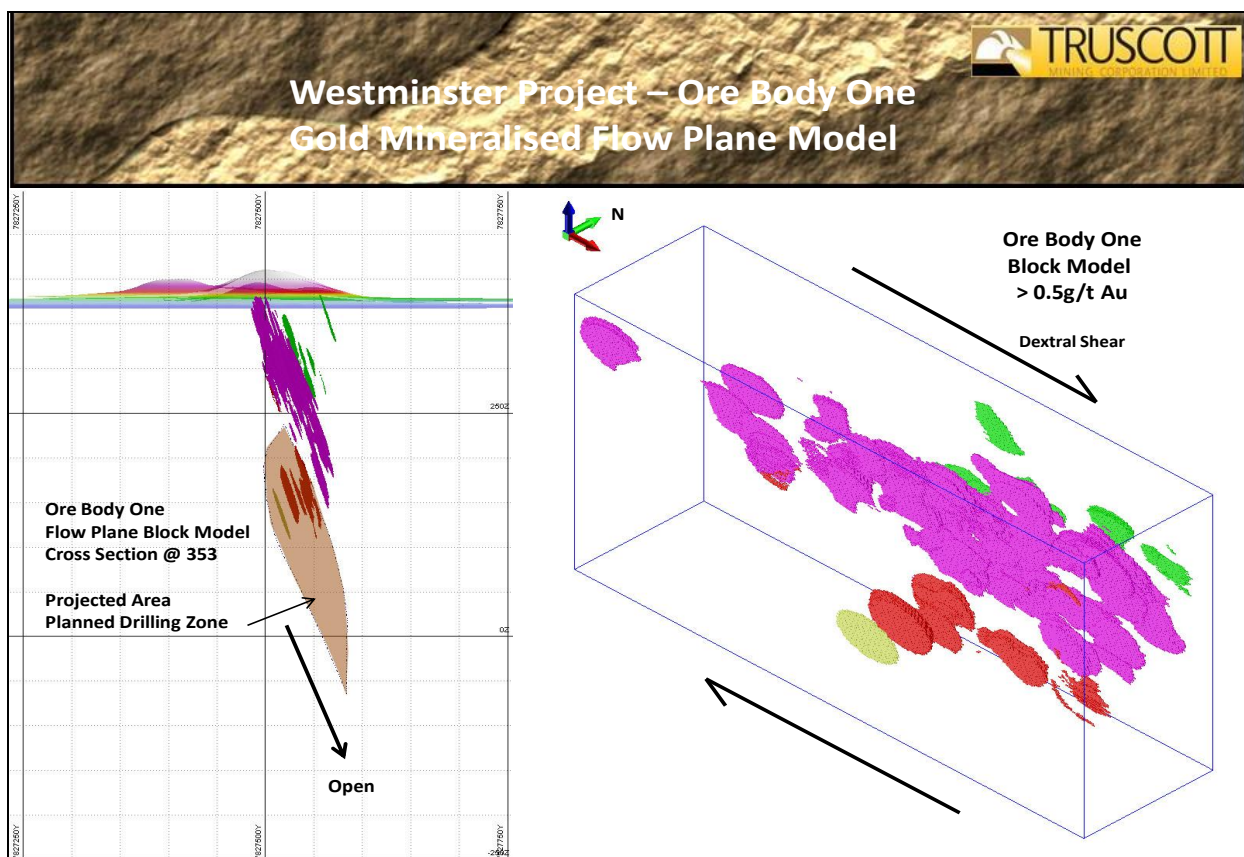 TRUSCOTT
MINING CORPORATION LIMITED
Westminster Project – Ore Body One
Gold Mineralised Flow Plane Model
7827250Y
7827500Y
7827750Y
250Z
Ore Body One
Flow Plane Block Model
Cross Section @ 353
Projected Area
Planned Drilling Zone
0Z
Open
7827250Y
7827500Y
7827750Y
-250Z
N
Ore Body One
Block Model
> 0.5g/t Au
Dextral Shear